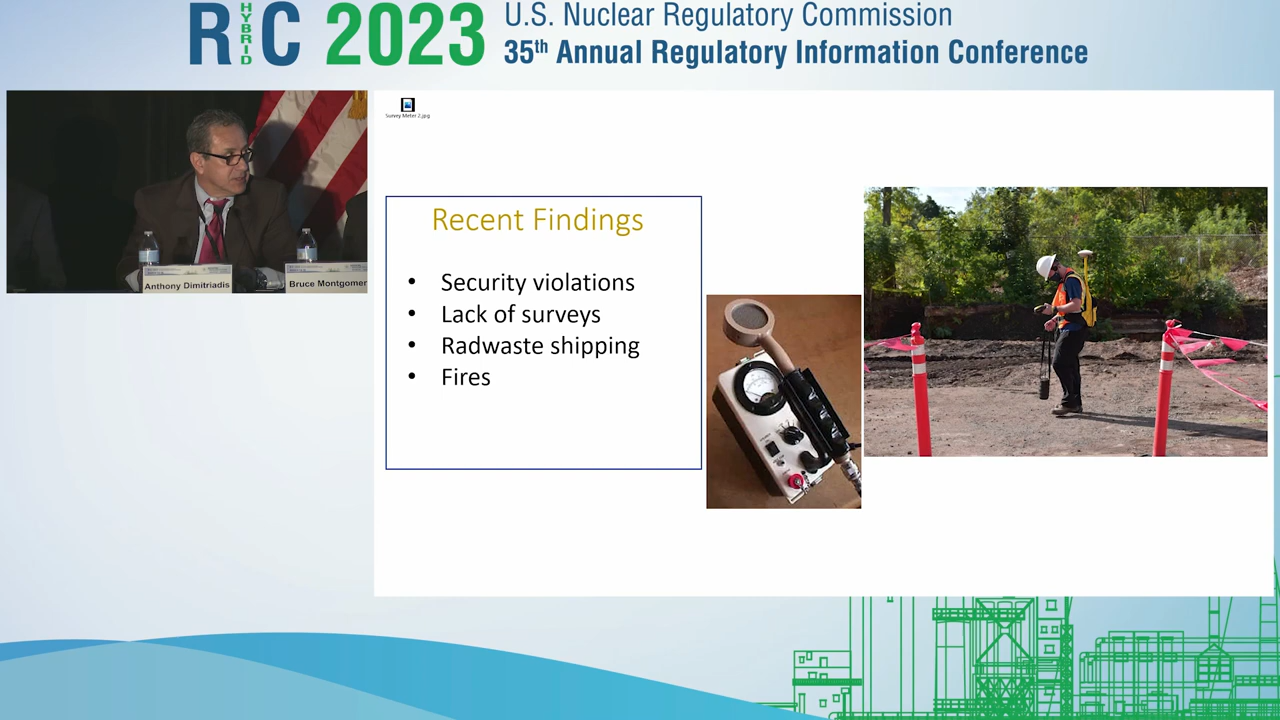 RIC 2023
HYBRID
U.S. Nuclear Regulatory Commission
35th Annual Regulatory Information Conference
Survey Meter 2.jpg
Anthony Dimitriadis
Bruce Montgomer
Recent Findings
• Security violations
• Lack of surveys
• Radwaste shipping
• Fires